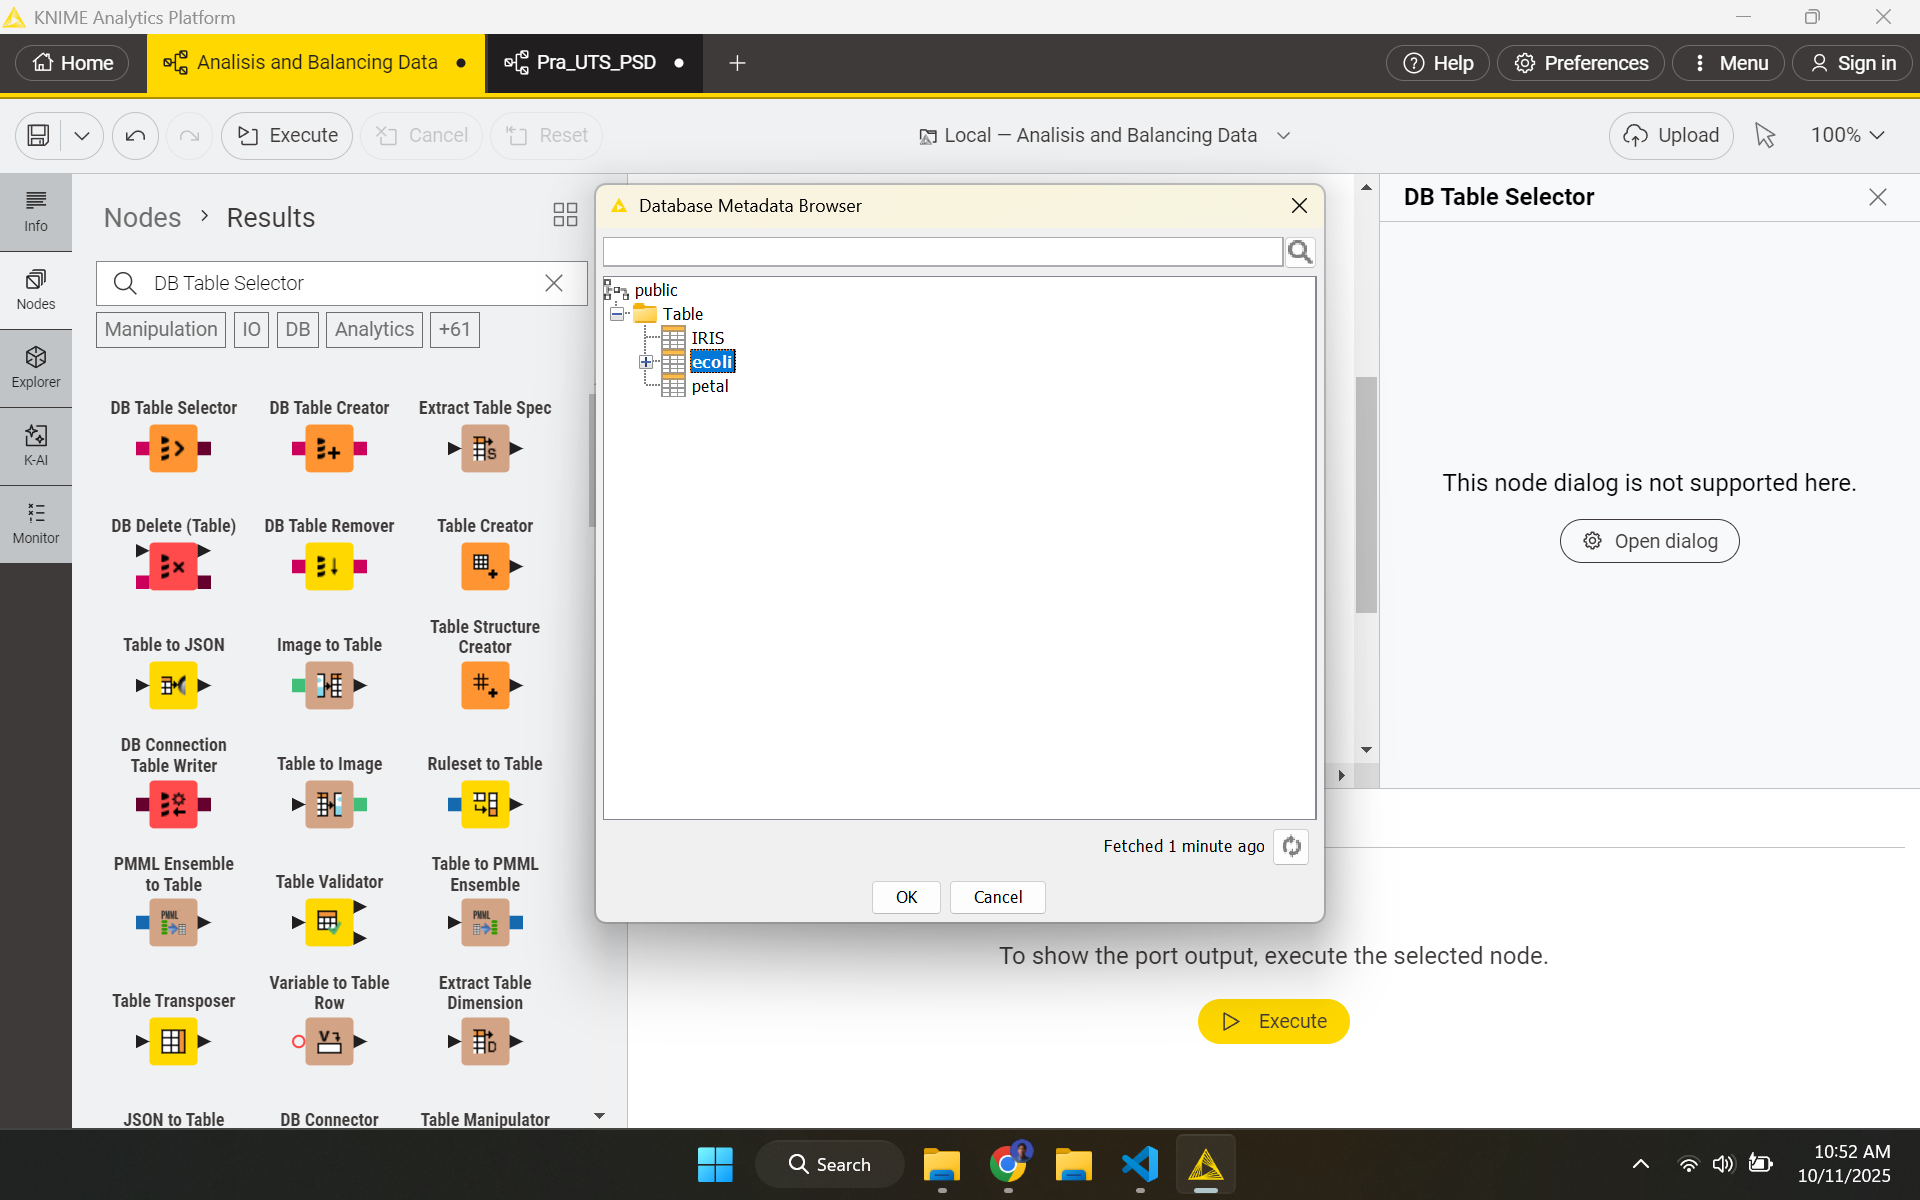 KNIME Analytics Platform
Home
Analisis and Balancing Data
Pra_UTS_PSD
Help
Preferences
Menu
Sign in
Execute
Cancel
Reset
Local — Analisis and Balancing Data
Upload
100%
Info
Nodes
Explorer
K-AI
Monitor
Nodes > Results
DB Table Selector
Manipulation
IO
DB
Analytics
+61
DB Table Selector
DB Table Creator
Extract Table Spec
DB Delete (Table)
DB Table Remover
Table Creator
Table to JSON
Image to Table
Table Structure
Creator
DB Connection
Table Writer
Table to Image
Ruleset to Table
PMML Ensemble
to Table
Table Validator
Table to PMML
Ensemble
PMML
PMML
Table Transposer
Variable to Table
Row
Extract Table
Dimension
JSON to Table
DB Connector
Table Manipulator
Database Metadata Browser
public
Table
IRIS
ecoli
petal
Fetched 1 minute ago
OK
Cancel
DB Table Selector
This node dialog is not supported here.
Open dialog
To show the port output, execute the selected node.
Execute
Search
10:52 AM
10/11/2025